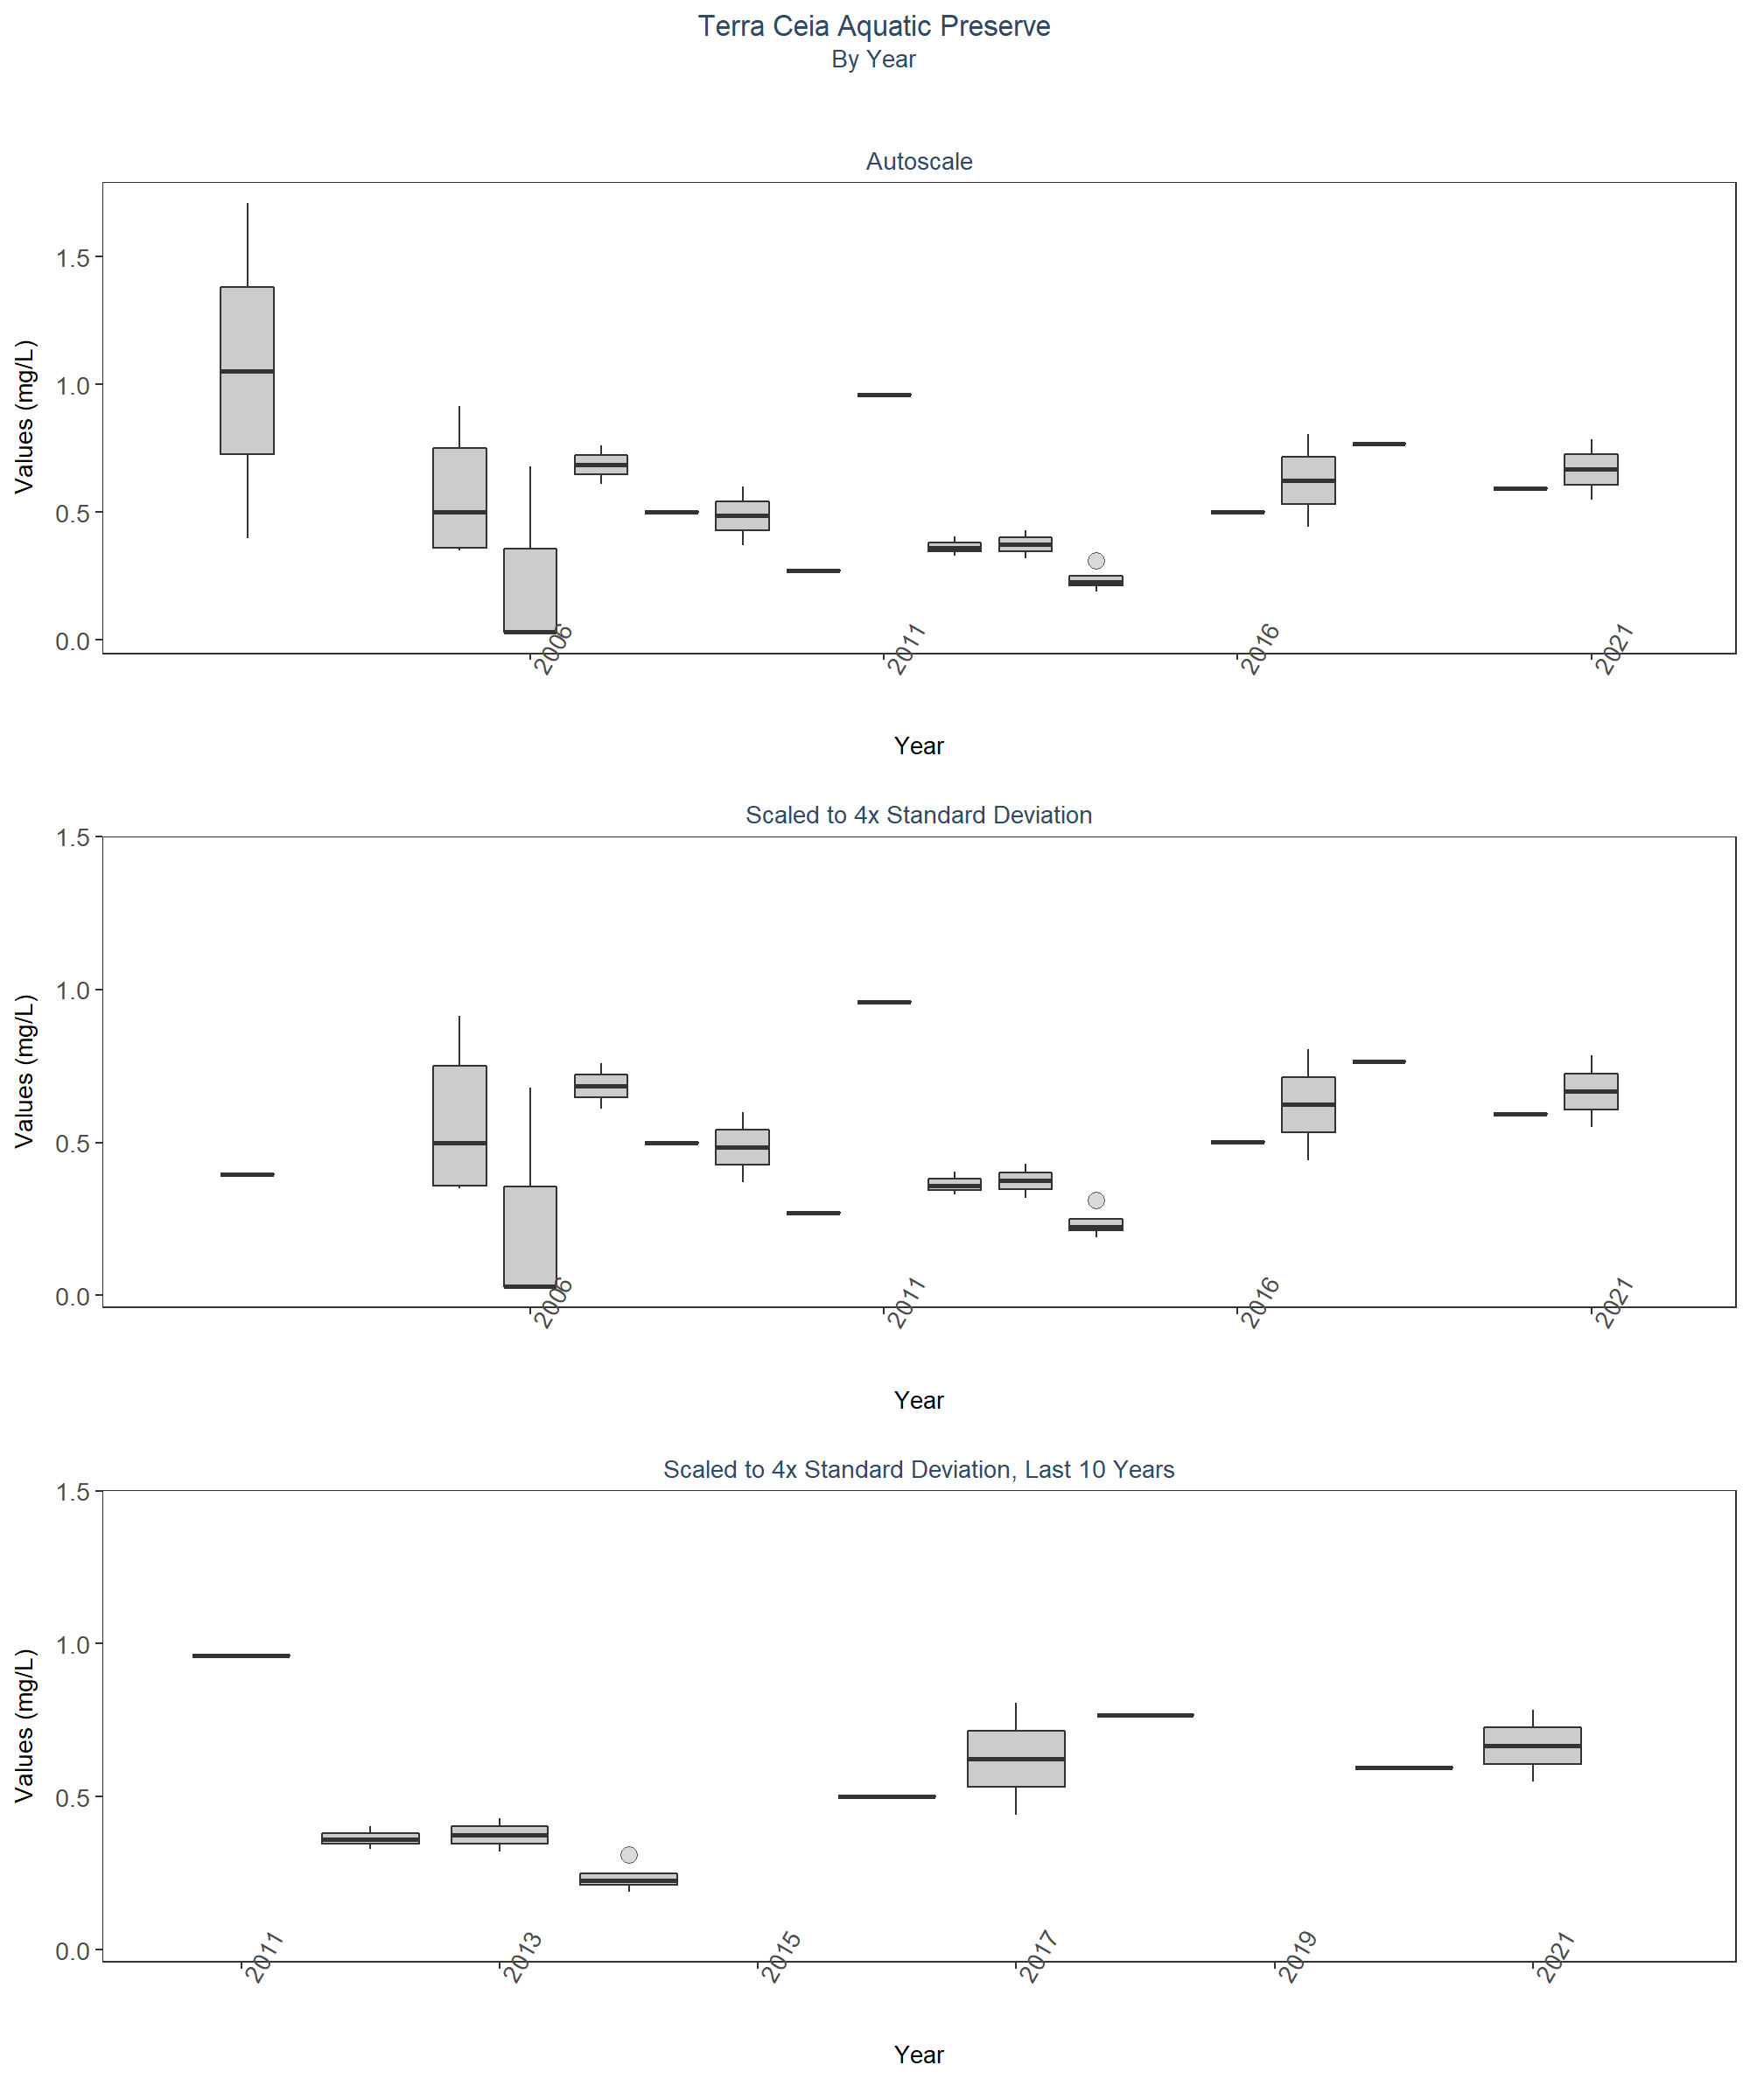 Terra Ceia Aquatic Preserve
By Year
Autoscale
Values (mg/L)
1.5
1.0
0.5
0.0
2006
2011
2016
2021
Year
Scaled to 4x Standard Deviation
Values (mg/L)
1.5
1.0
0.5
0.0
2006
2011
2016
2021
Year
Scaled to 4x Standard Deviation, Last 10 Years
Values (mg/L)
1.5
1.0
0.5
0.0
2011
2013
2015
2017
2019
2021
Year